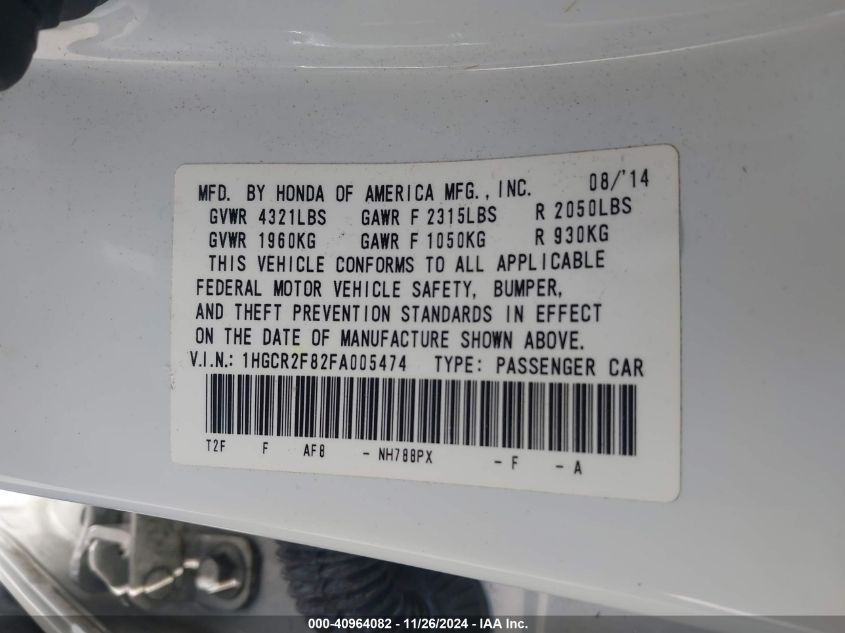 MFD. BY HONDA OF AMERICA MFG., INC. 08/'14
GVWR 4321LBS GAWR F 2315LBS R 2050LBS
GVWR 1960KG GAWR F 1050KG R 930KG
THIS VEHICLE CONFORMS TO ALL APPLICABLE
FEDERAL MOTOR VEHICLE SAFETY, BUMPER,
AND THEFT PREVENTION STANDARDS IN EFFECT
ON THE DATE OF MANUFACTURE SHOWN ABOVE.
V.I.N.: 1HGCR2F82FA005474 TYPE: PASSENGER CAR
T2F F AF8 - NH788PX - F - A
000-40964082 - 11/26/2024 - IAA Inc.